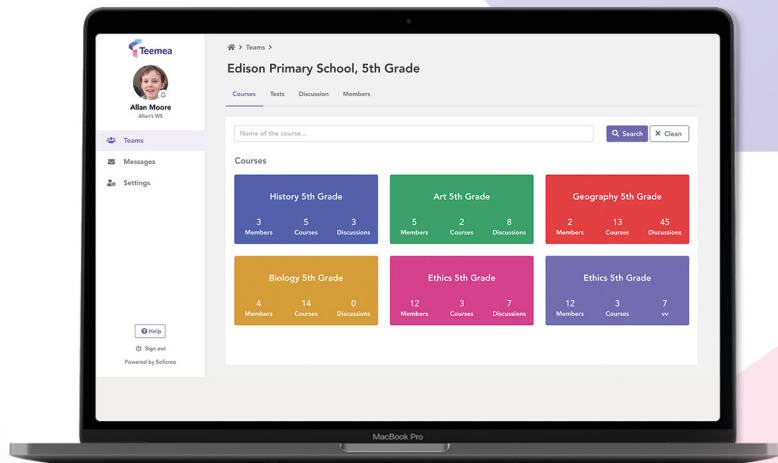 Teemea
Allan Moore
Allan's WS
Teams
Messages
Settings
Help
Sign out
Powered by Soficreo
> Teams >
Edison Primary School, 5th Grade
Courses Tests Discussion Members
Name of the course...
Search
Clean
Courses
History 5th Grade
3 5 3
Members Courses Discussions
Art 5th Grade
5 2 8
Members Courses Discussions
Geography 5th Grade
2 13 45
Members Courses Discussions
Biology 5th Grade
4 14 0
Members Courses Discussions
Ethics 5th Grade
12 3 7
Members Courses Discussions
Ethics 5th Grade
12 3 7
Members Courses vv
MacBook Pro